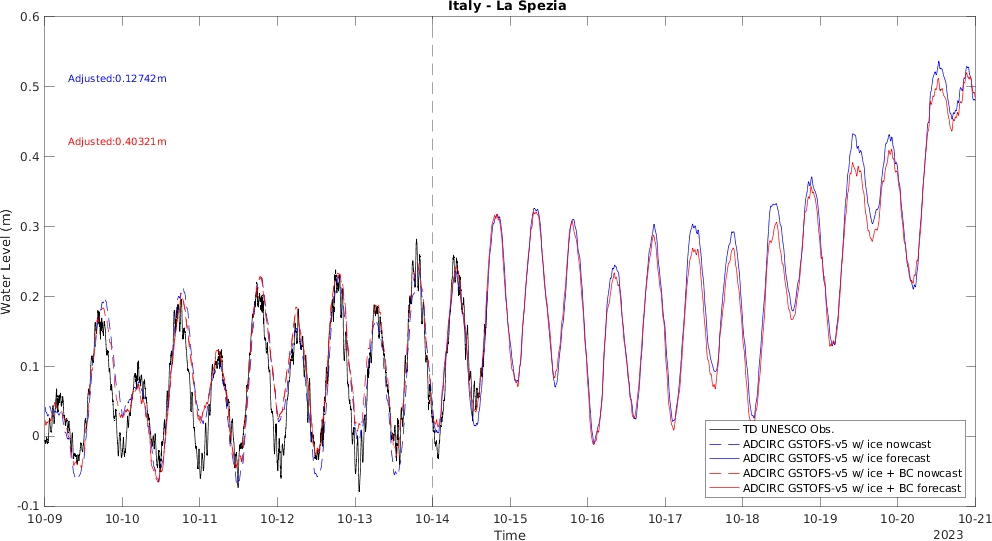 Italy - La Spezia
Adjusted:0.12742m
Adjusted:0.40321m
Water Level (m)
0.6
0.5
0.4
0.3
0.2
0.1
0
-0.1
10-09 10-10 10-11 10-12 10-13 10-14 10-15 10-16 10-17 10-18 10-19 10-20 10-21
Time
2023
TD UNESCO Obs.
ADCIRC GSTOFS-v5 w/ ice nowcast
ADCIRC GSTOFS-v5 w/ ice forecast
ADCIRC GSTOFS-v5 w/ ice + BC nowcast
ADCIRC GSTOFS-v5 w/ ice + BC forecast